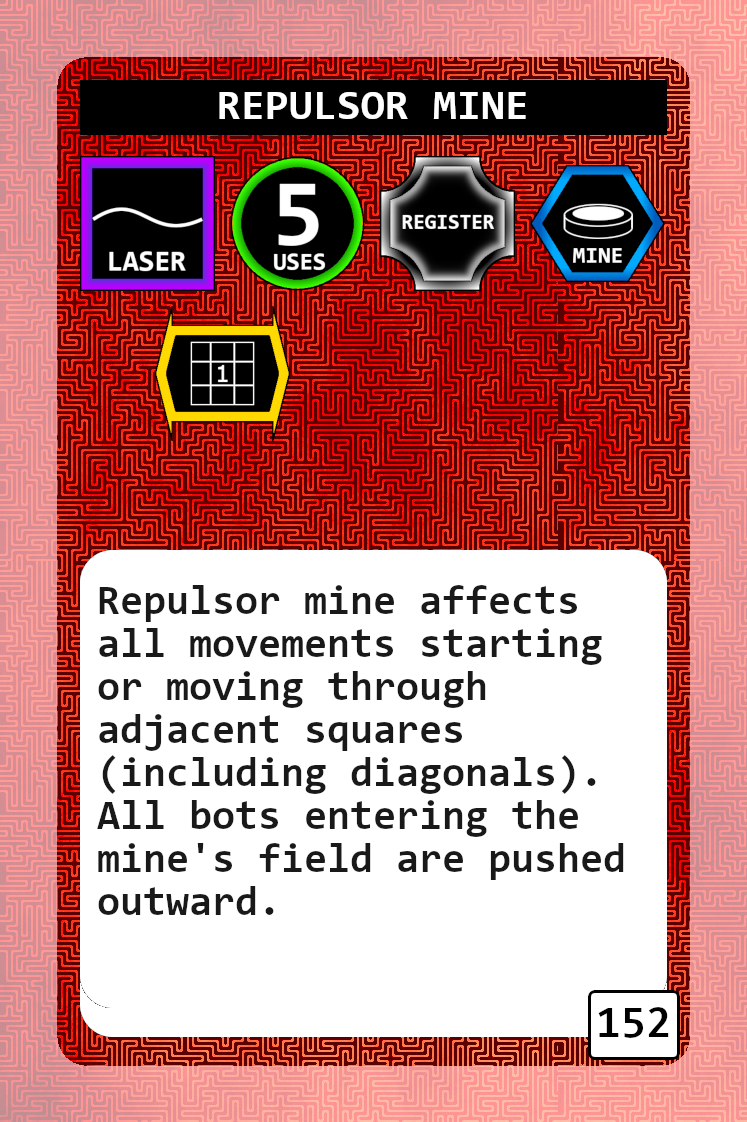 REPULSOR MINE
LASER
5
USES
REGISTER
MINE
1
Repulsor mine affects
all movements starting
or moving through
adjacent squares
(including diagonals).
All bots entering the
mine's field are pushed
outward.
152